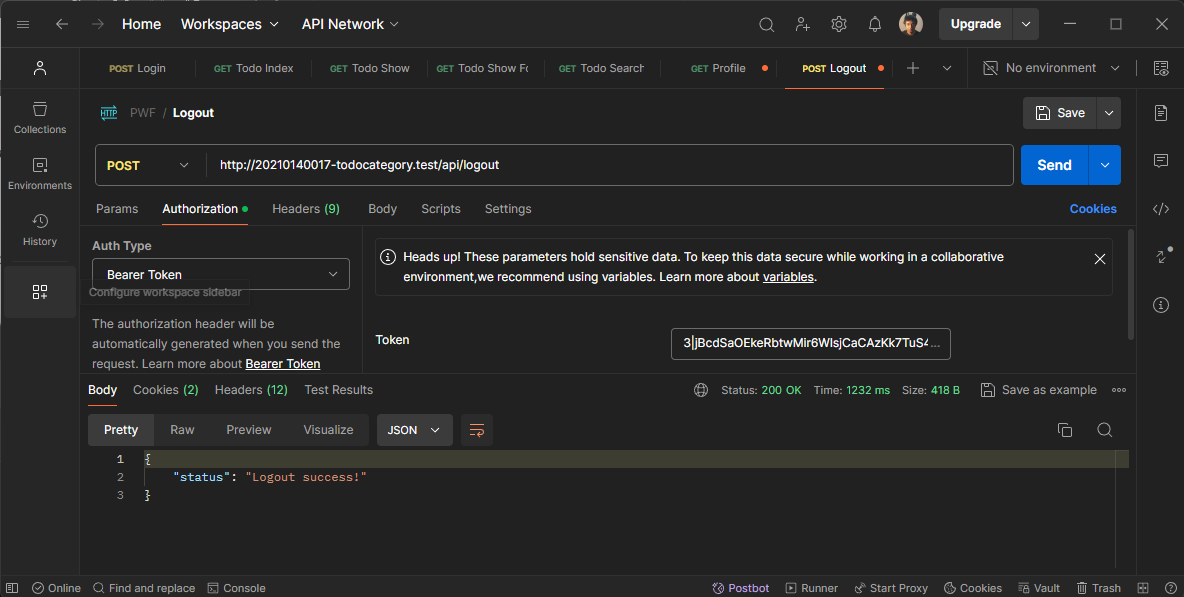 Home Workspaces API Network Upgrade
POST Login GET Todo Index GET Todo Show GET Todo Show Fo GET Todo Search GET Profile POST Logout No environment
HTTP PWF / Logout Save
POST http://20210140017-todocategory.test/api/logout Send
Params Authorization Headers (9) Body Scripts Settings Cookies
Collections
Environments
History
Auth Type
Bearer Token
Configure workspace sidebar
The authorization header will be
automatically generated when you send the
request. Learn more about Bearer Token
Heads up! These parameters hold sensitive data. To keep this data secure while working in a collaborative
environment,we recommend using variables. Learn more about variables.
Token 3|jBcdSaOEkeRbtwMir6WIsjCaCAzKk7TuS4...
Body Cookies (2) Headers (12) Test Results Status: 200 OK Time: 1232 ms Size: 418 B Save as example
Pretty Raw Preview Visualize JSON
1 {
2 "status": "Logout success!"
3 }
Online Find and replace Console Postbot Runner Start Proxy Cookies Vault Trash